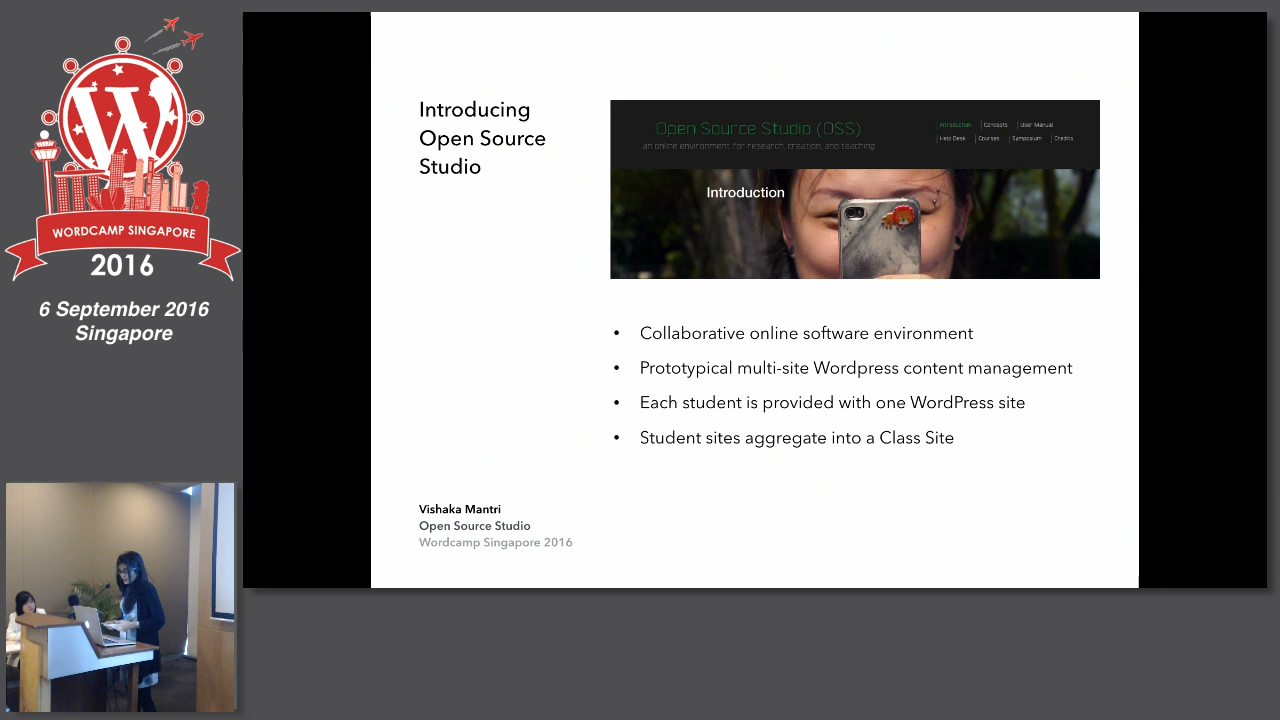 W
WORDCAMP SINGAPORE
2016
6 September 2016
Singapore
Introducing
Open Source
Studio
Open Source Studio (OSS)
an online environment for research, creation, and teaching
Introduction
Concepts
User Manual
Help Desk
Courses
Symposium
Credits
Introduction
• Collaborative online software environment
• Prototypical multi-site Wordpress content management
• Each student is provided with one WordPress site
• Student sites aggregate into a Class Site
Vishaka Mantri
Open Source Studio
Wordcamp Singapore 2016